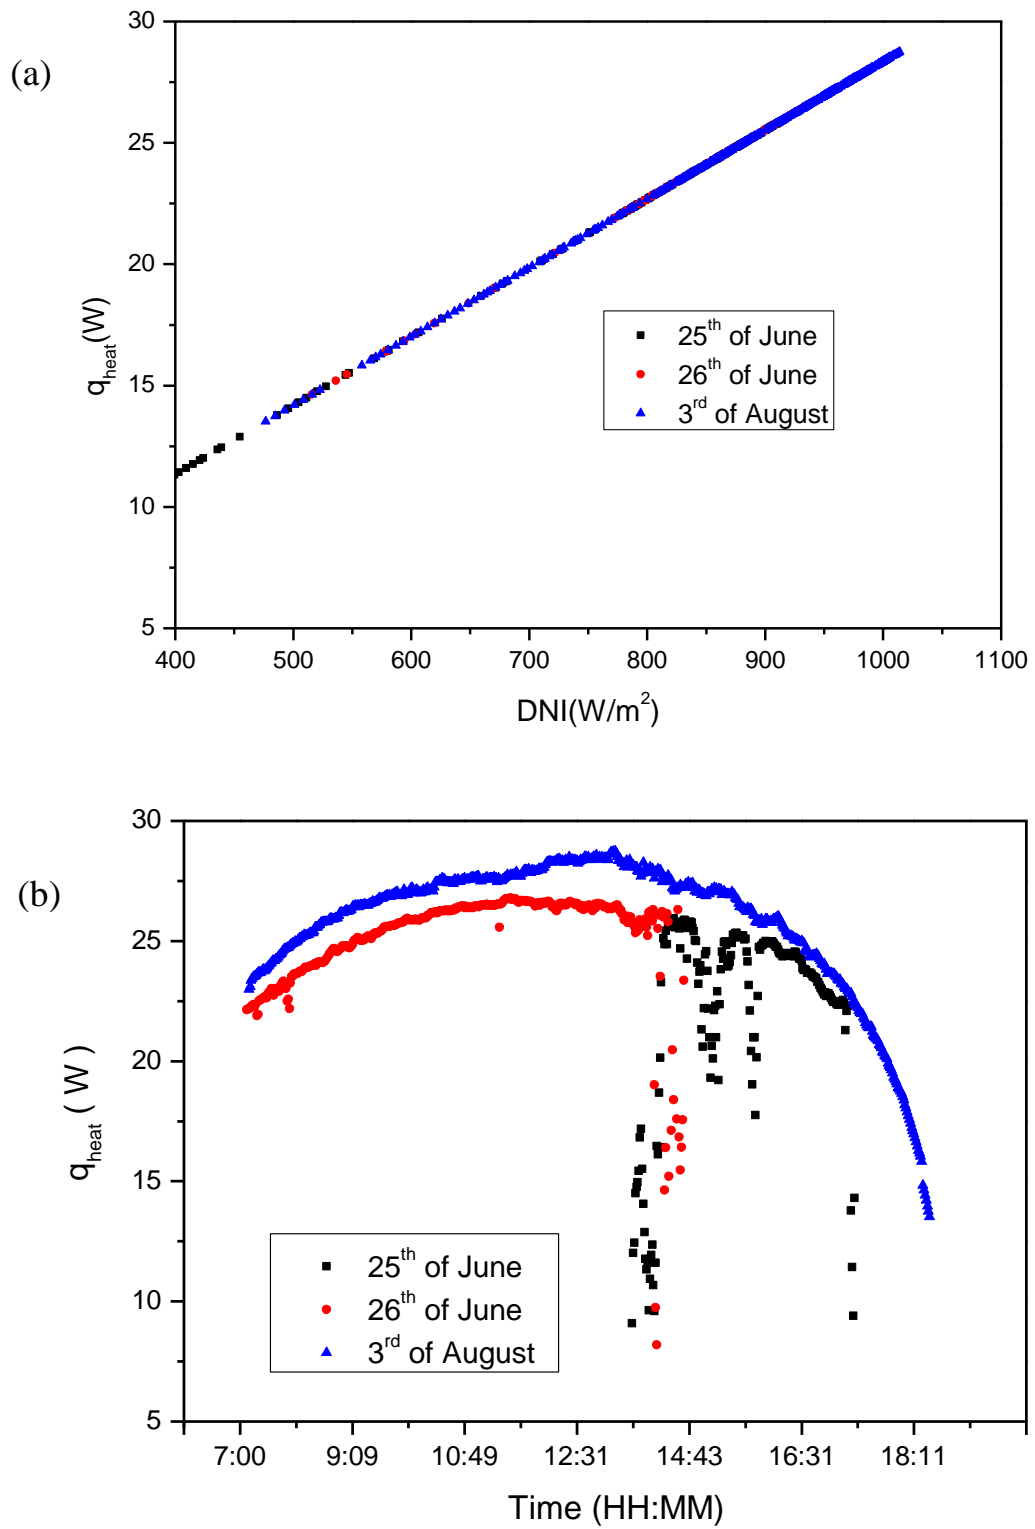 (a)
30
25
20
15
10
5
q_heat(W)
25th of June
26th of June
3rd of August
400 500 600 700 800 900 1000 1100
DNI(W/m²)
(b)
30
25
20
15
10
5
q_heat ( W )
25th of June
26th of June
3rd of August
7:00 9:09 10:49 12:31 14:43 16:31 18:11
Time (HH:MM)